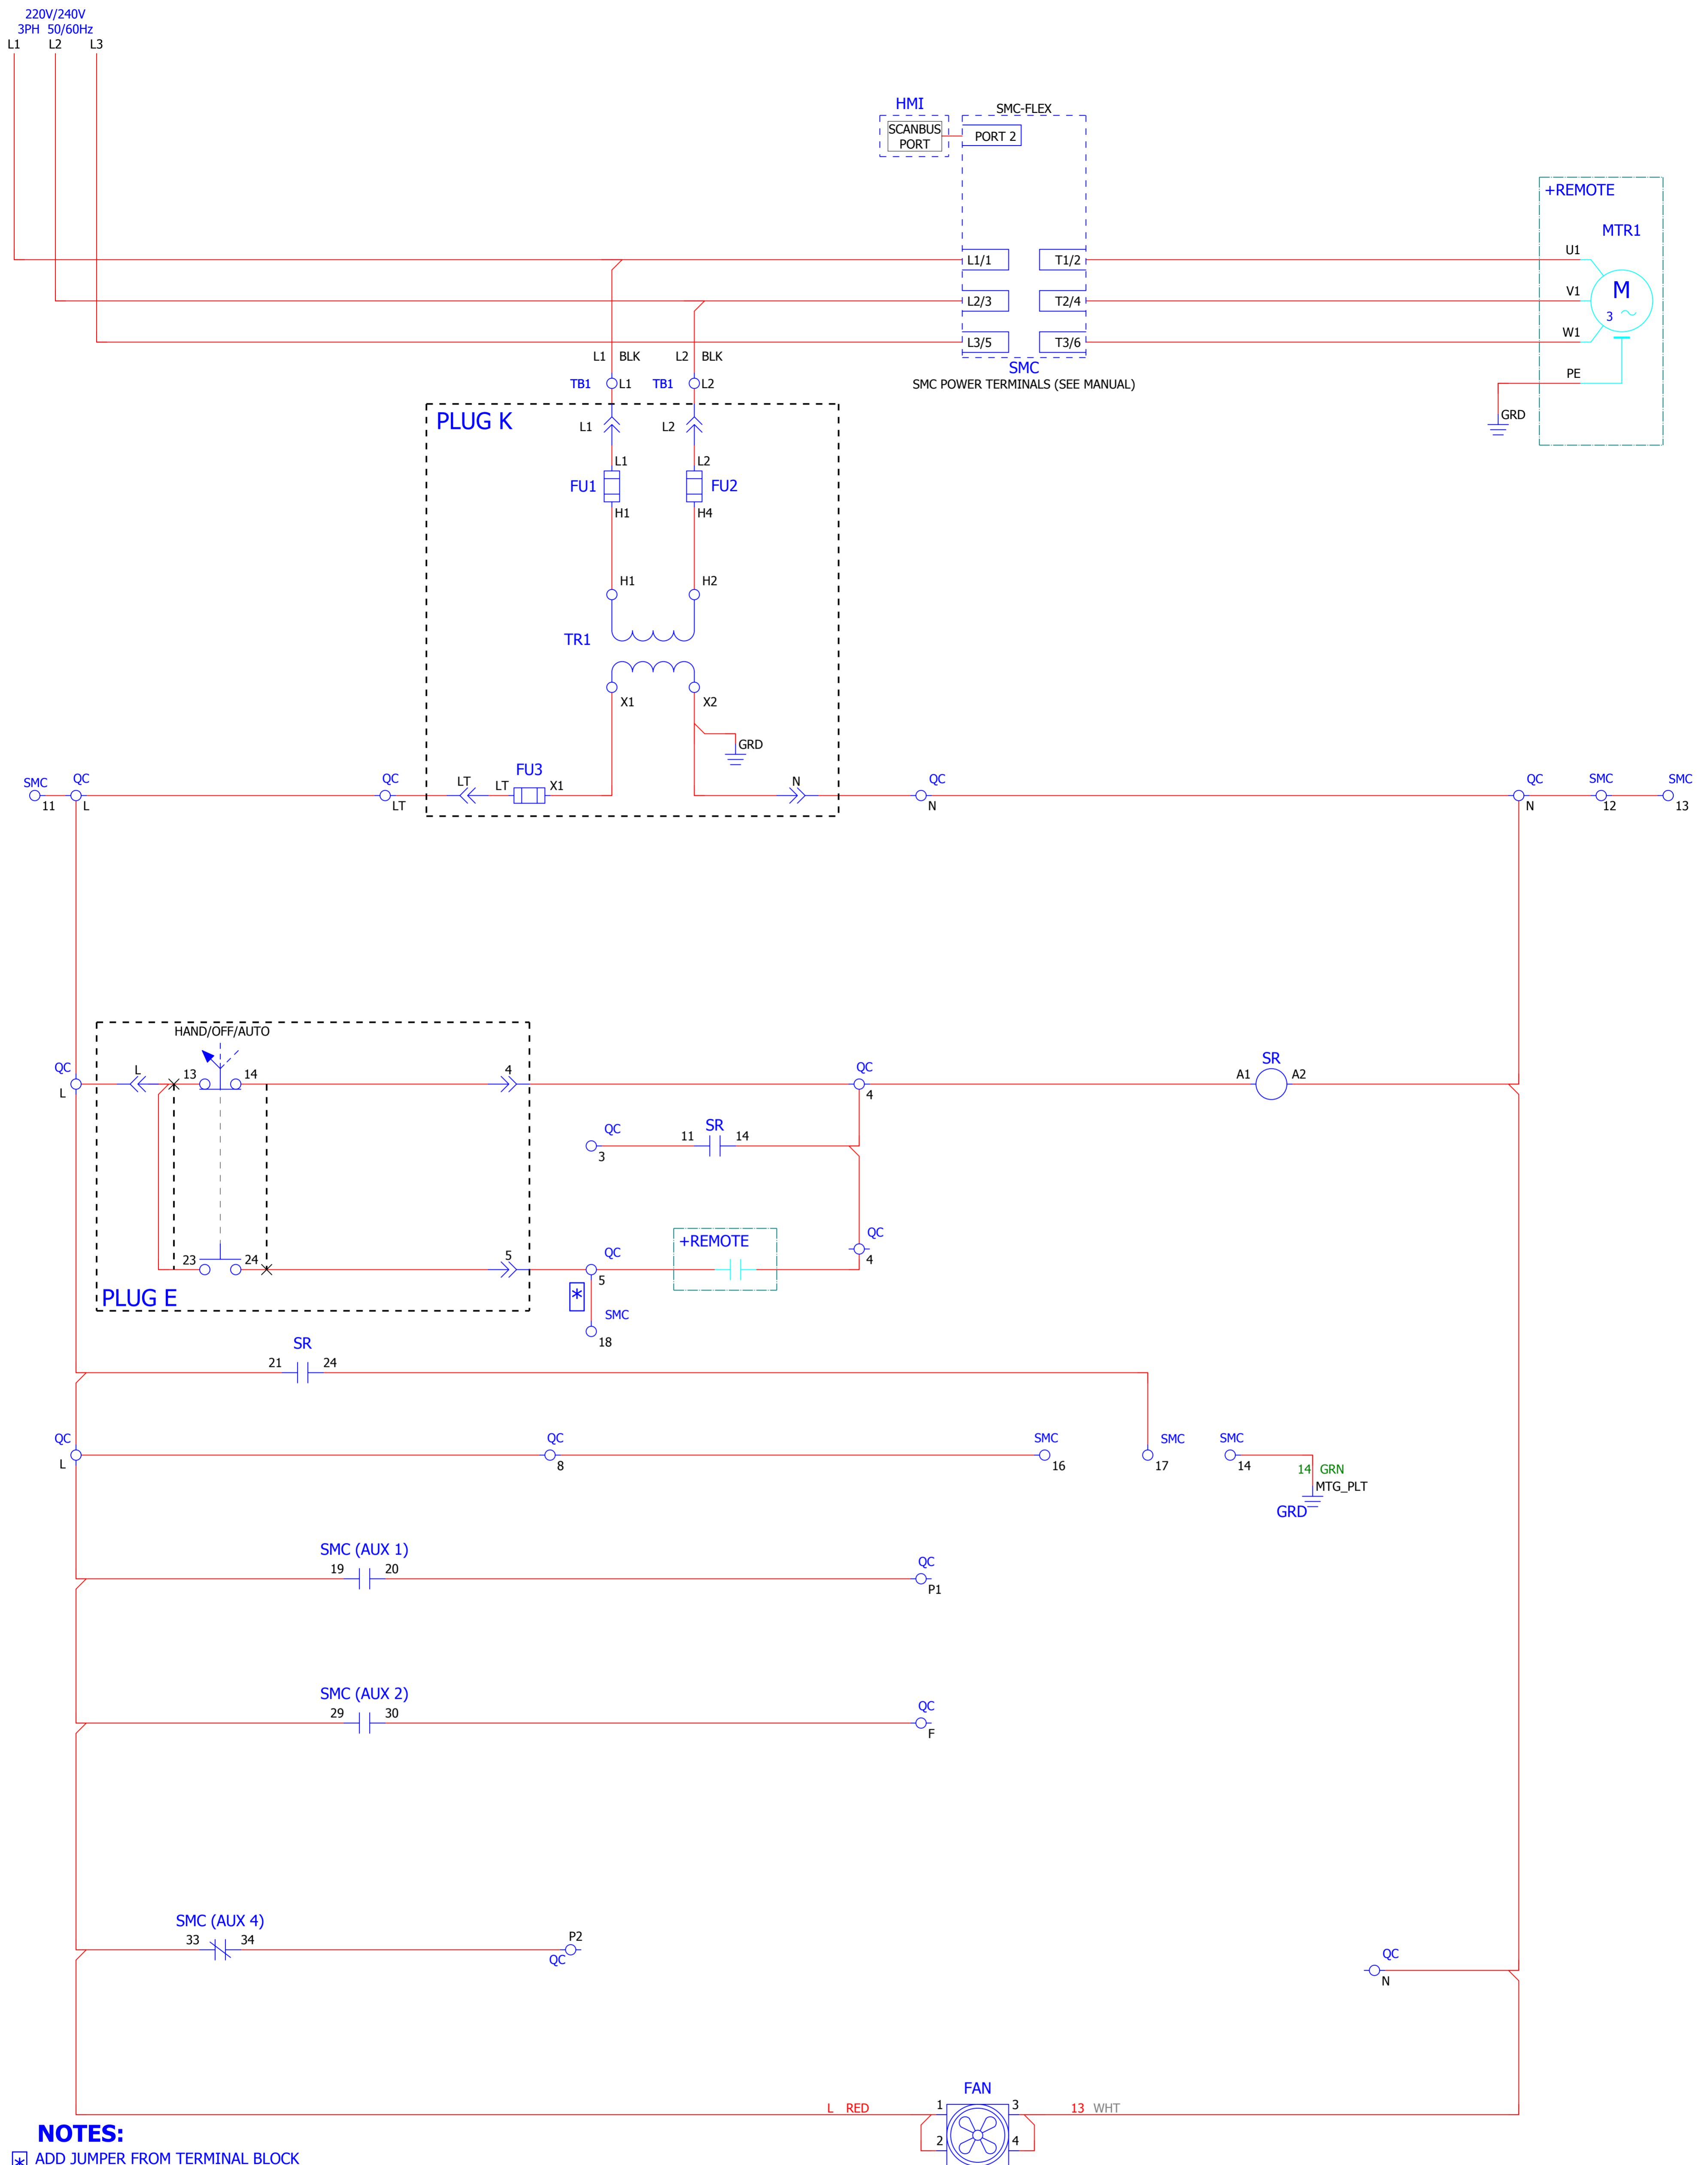 220V/240V
3PH 50/60Hz
L1 L2 L3
HMI
SCANBUS
PORT
SMC-FLEX
PORT 2
+REMOTE
MTR1
L1/1 T1/2 U1
L2/3 T2/4 V1
M
3
L3/5 T3/6 W1
L1 BLK L2 BLK
SMC
SMC POWER TERMINALS (SEE MANUAL)
PE
GRD
TB1 L1 TB1 L2
PLUG K
L1 L2
L1 L2
FU1 FU2
H1 H4
H1 H2
TR1
X1 X2
GRD
SMC QC QC LT LT FU3 X1 N QC QC SMC SMC
11 L LT N N 12 13
HAND/OFF/AUTO
QC L 13 14 4 QC A1 SR A2
L 4
QC 11 SR 14
3
+REMOTE
QC
4
23 24 5 QC
5
PLUG E
*
SMC
18
SR
21 24
QC QC SMC SMC SMC
L 8 16 17 14
14 GRN
MTG_PLT
GRD
SMC (AUX 1)
19 20 QC
P1
SMC (AUX 2)
29 30 QC
F
SMC (AUX 4)
33 34 P2
QC
QC
N
FAN
L RED 1 3 13 WHT
2 4
NOTES:
* ADD JUMPER FROM TERMINAL BLOCK